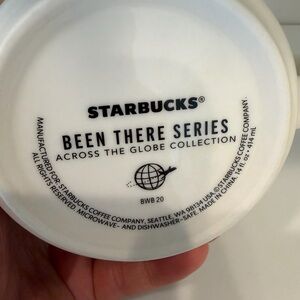 STARBUCKS®
BEEN THERE SERIES
ACROSS THE GLOBE COLLECTION
BWB 20
MANUFACTURED FOR STARBUCKS COFFEE COMPANY, SEATTLE, WA 98134 USA. ©STARBUCKS COFFEE COMPANY.
ALL RIGHTS RESERVED. MICROWAVE- AND DISHWASHER-SAFE. MADE IN CHINA. 14 fl. oz • 414 mL